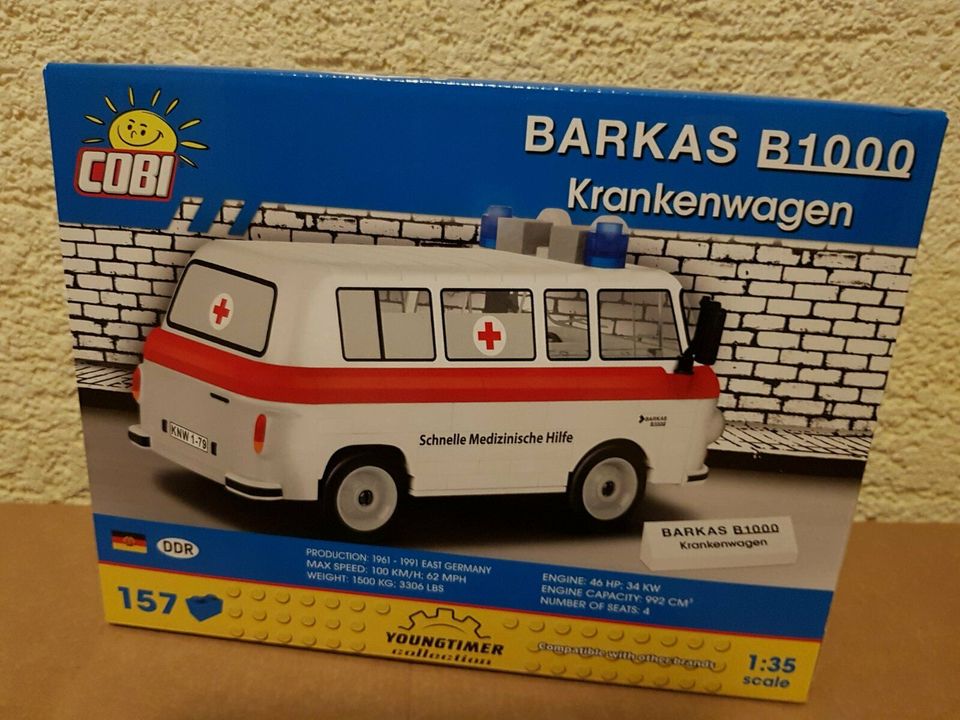 COBI
BARKAS B1000
Krankenwagen
KNW 1-79
Schnelle Medizinische Hilfe
BARKAS
B1000
BARKAS B1000
Krankenwagen
DDR
PRODUCTION: 1961 - 1991 EAST GERMANY
MAX SPEED: 100 KM/H; 62 MPH
WEIGHT: 1500 KG; 3306 LBS
ENGINE: 46 HP; 34 KW
ENGINE CAPACITY: 992 CM³
NUMBER OF SEATS: 4
157
YOUNGTIMER
collection
Compatible with other brands
1:35
scale